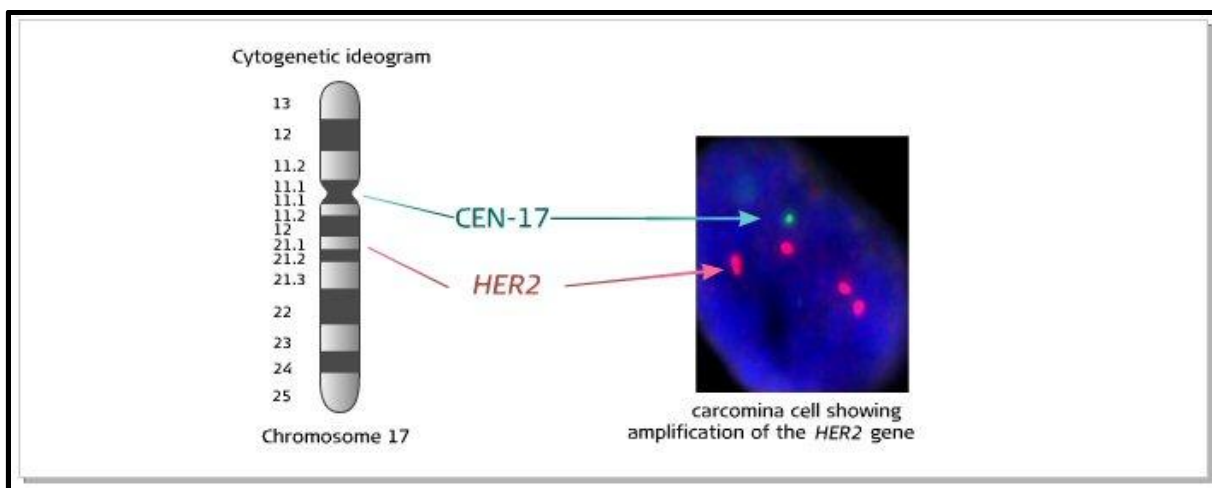 Cytogenetic ideogram
13
12
11.2
11.1
11.1
11.2
12
21.1
21.2
21.3
22
23
24
25
Chromosome 17
CEN-17
HER2
carcomina cell showing
amplification of the HER2 gene